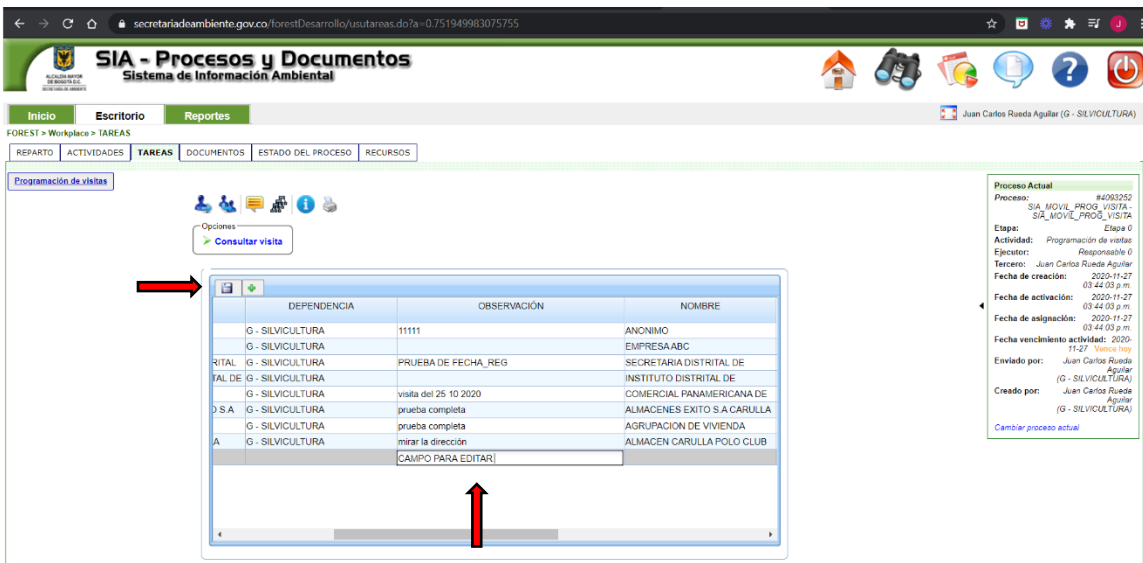 secretariadeambiente.gov.co/forestDesarrollo/usutareas.do?a=0.751949983075755
J
SIA - Procesos y Documentos
Sistema de Información Ambiental
ALCALDÍA MAYOR
DE BOGOTÁ D.C.
Inicio
Escritorio
Reportes
Juan Carlos Rueda Aguilar (G - SILVICULTURA)
FOREST > Workplace > TAREAS
REPARTO ACTIVIDADES TAREAS DOCUMENTOS ESTADO DEL PROCESO RECURSOS
Programación de visitas
Opciones
Consultar visita
DEPENDENCIA OBSERVACIÓN NOMBRE
G - SILVICULTURA 11111 ANONIMO
G - SILVICULTURA EMPRESA ABC
RITAL G - SILVICULTURA PRUEBA DE FECHA_REG SECRETARIA DISTRITAL DE
TAL DE G - SILVICULTURA INSTITUTO DISTRITAL DE
G - SILVICULTURA visita del 25 10 2020 COMERCIAL PANAMERICANA DE
O S.A G - SILVICULTURA prueba completa ALMACENES EXITO S.A CARULLA
G - SILVICULTURA prueba completa AGRUPACION DE VIVIENDA
A G - SILVICULTURA mirar la dirección ALMACEN CARULLA POLO CLUB
CAMPO PARA EDITAR
Proceso Actual
Proceso: #4093252
SIA_MOVIL_PROG_VISITA -
SIA_MOVIL_PROG_VISITA
Etapa: Etapa 0
Actividad: Programación de visitas
Ejecutor: Responsable 0
Tercero: Juan Carlos Rueda Aguilar
Fecha de creación: 2020-11-27
03:44:03 p.m.
Fecha de activación: 2020-11-27
03:44:03 p.m.
Fecha de asignación: 2020-11-27
03:44:03 p.m.
Fecha vencimiento actividad: 2020-
11-27 Vence hoy
Enviado por: Juan Carlos Rueda
Aguilar
(G - SILVICULTURA)
Creado por: Juan Carlos Rueda
Aguilar
(G - SILVICULTURA)
Cambiar proceso actual